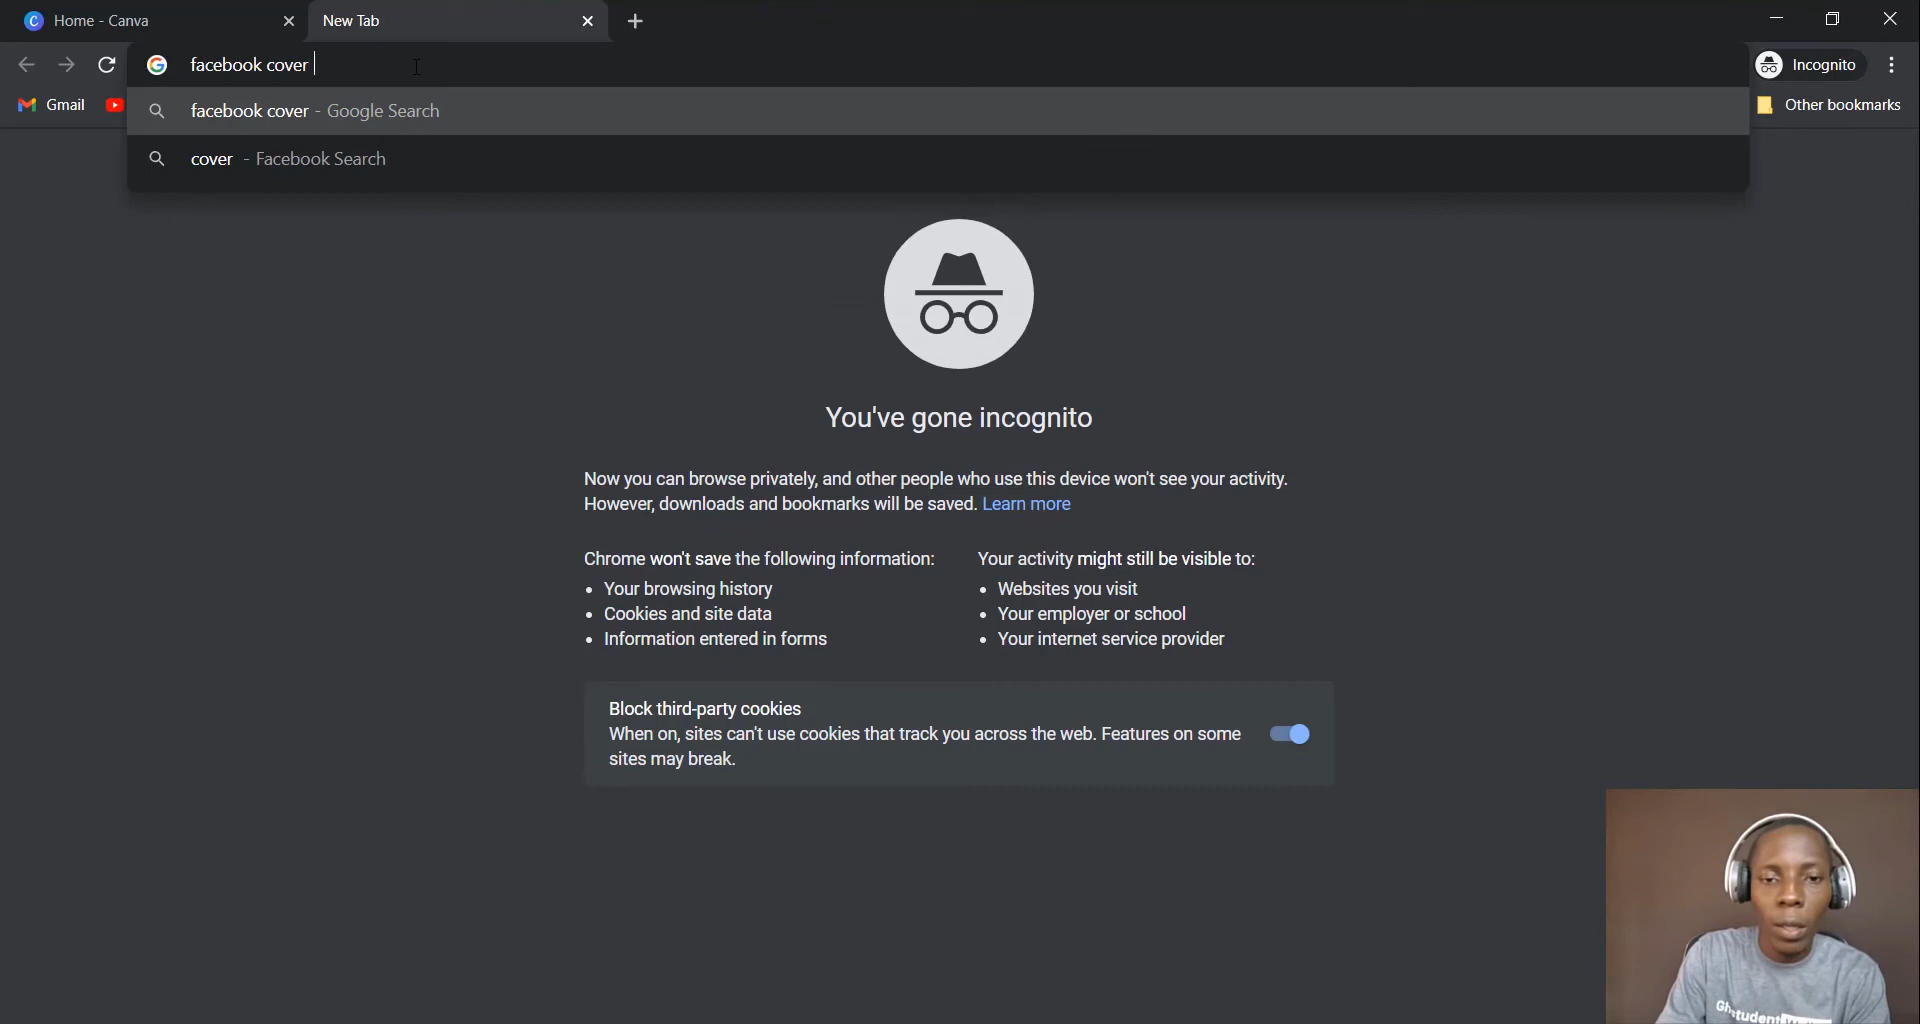 Home - Canva
New Tab
facebook cover
Incognito
Gmail
Other bookmarks
facebook cover - Google Search
cover - Facebook Search
You've gone incognito
Now you can browse privately, and other people who use this device won't see your activity.
However, downloads and bookmarks will be saved. Learn more
Chrome won't save the following information:
• Your browsing history
• Cookies and site data
• Information entered in forms
Your activity might still be visible to:
• Websites you visit
• Your employer or school
• Your internet service provider
Block third-party cookies
When on, sites can't use cookies that track you across the web. Features on some
sites may break.